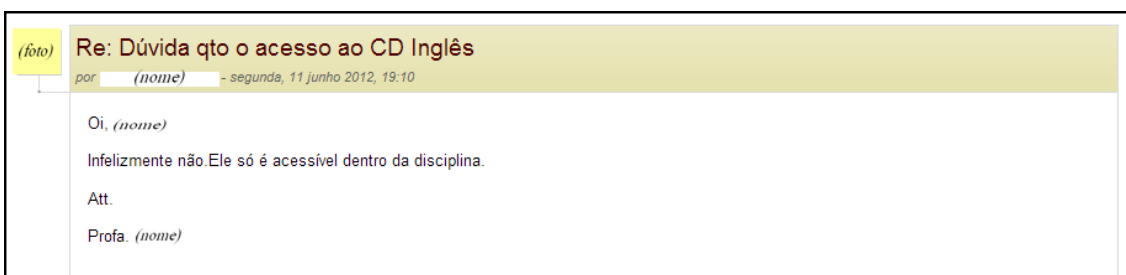 (foto)
Re: Dúvida qto o acesso ao CD Inglês
por (nome) - segunda, 11 junho 2012, 19:10
Oi, (nome)
Infelizmente não.Ele só é acessível dentro da disciplina.
Att.
Profa. (nome)